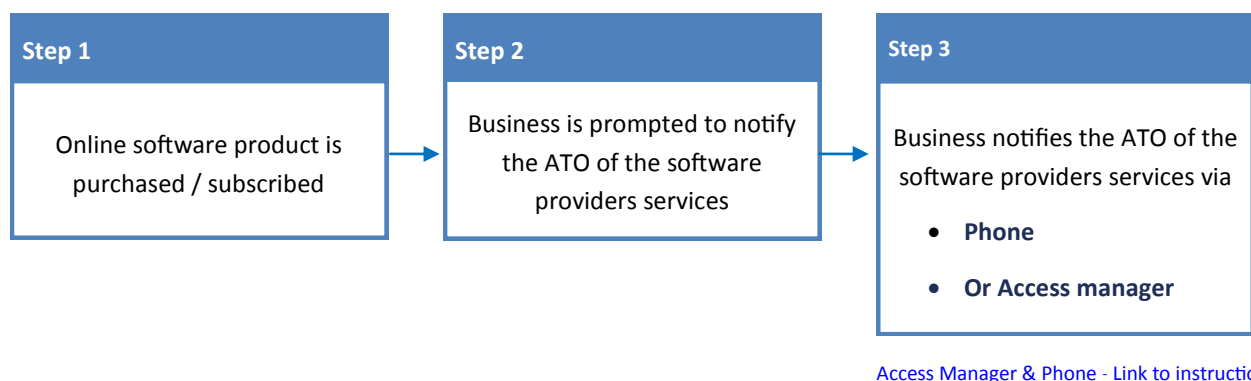 Step 1
Online software product is
purchased / subscribed
Step 2
Business is prompted to notify
the ATO of the software
providers services
Step 3
Business notifies the ATO of the
software providers services via
• Phone
• Or Access manager
Access Manager & Phone - Link to